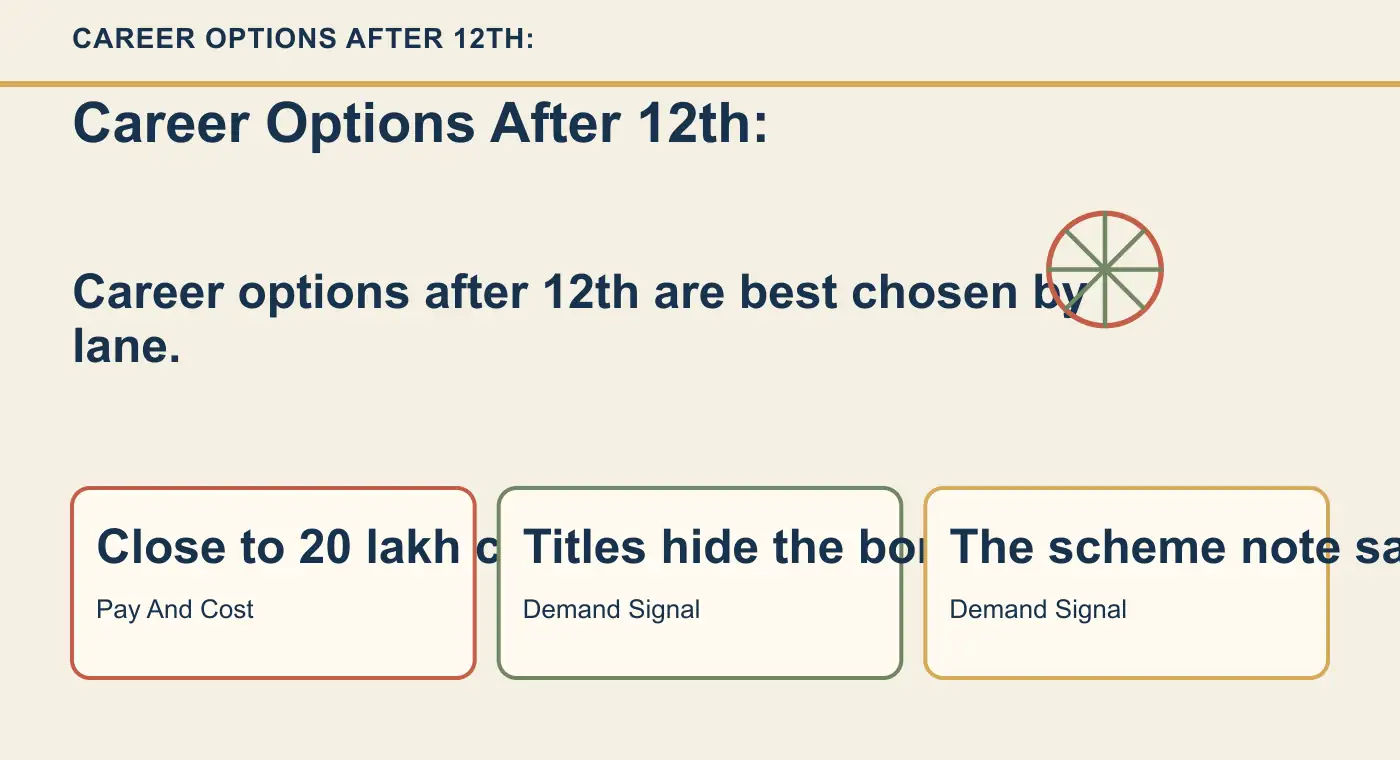 CAREER OPTIONS AFTER 12TH:
Career Options After 12th:
Career options after 12th are best chosen by
lane.
Close to 20 lakh
Pay And Cost
Titles hide the
Demand Signal
The scheme note
Demand Signal